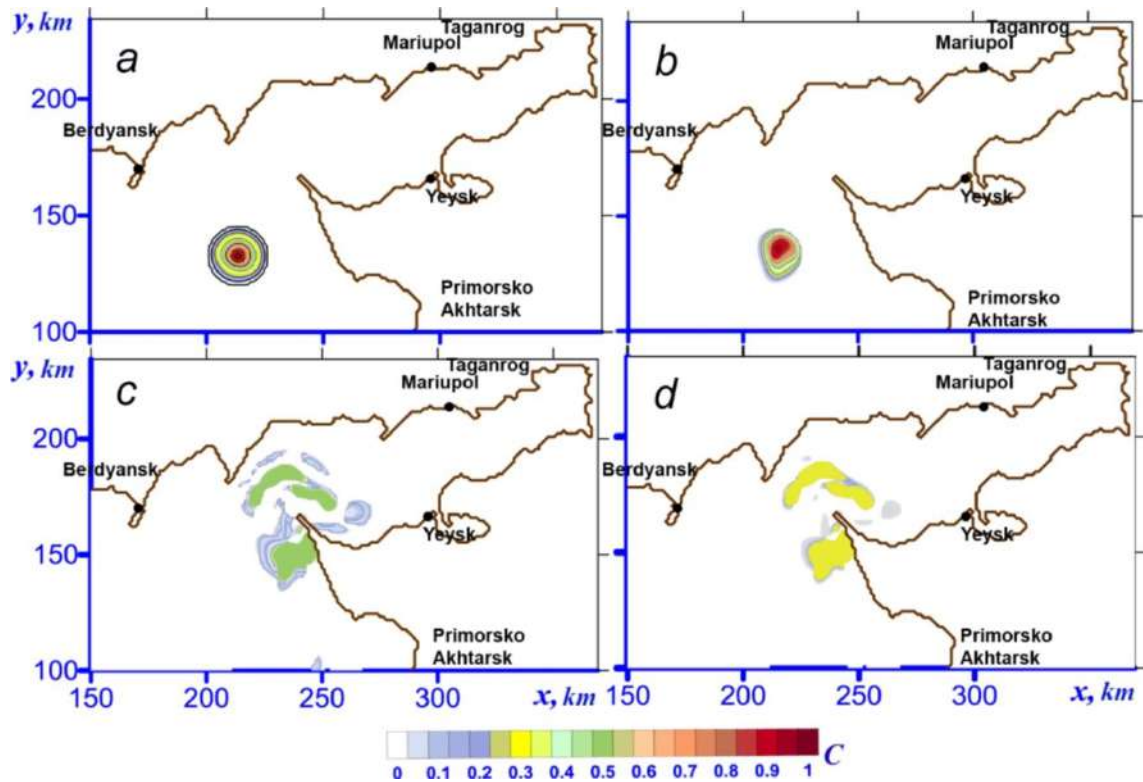 y, km
a
Taganrog
Mariupol
200
Berdyansk
Yeysk
150
Primorsko
Akhtarsk
100
b
Taganrog
Mariupol
Berdyansk
Yeysk
Primorsko
Akhtarsk
y, km
c
Taganrog
Mariupol
200
Berdyansk
Yeysk
150
Primorsko
Akhtarsk
100
150 200 250 300 x, km
d
Taganrog
Mariupol
Berdyansk
Yeysk
Primorsko
Akhtarsk
150 200 250 300 x, km
0 0.1 0.2 0.3 0.4 0.5 0.6 0.7 0.8 0.9 1 C